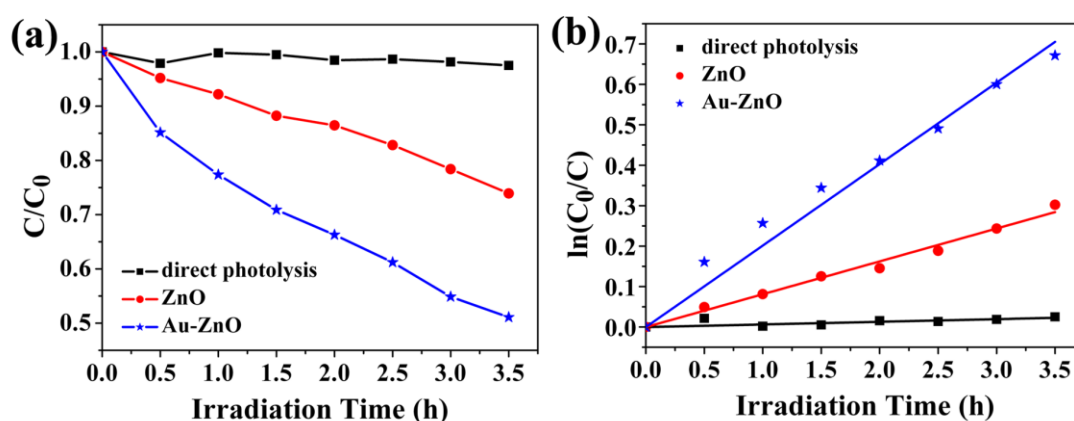 (a)
C/C0
1.0
0.9
0.8
0.7
0.6
0.5
direct photolysis
ZnO
Au-ZnO
0.0 0.5 1.0 1.5 2.0 2.5 3.0 3.5
Irradiation Time (h)
(b)
ln(C0/C)
0.7
0.6
0.5
0.4
0.3
0.2
0.1
0.0
direct photolysis
ZnO
Au-ZnO
0.0 0.5 1.0 1.5 2.0 2.5 3.0 3.5
Irradiation Time (h)